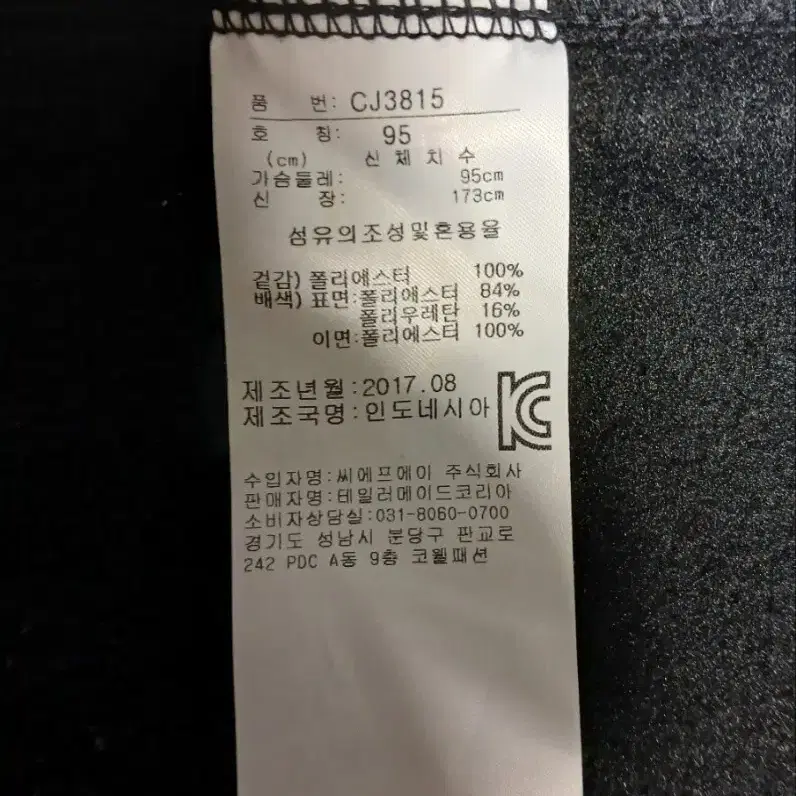 품 번: CJ3815
호 칭: 95
(cm) 신 체 치 수
가슴둘레: 95cm
신 장: 173cm
섬유의조성및혼용율
겉감) 폴리에스터 100%
배색) 표면:폴리에스터 84%
폴리우레탄 16%
이면:폴리에스터 100%
제조년월:2017.08
제조국명:인도네시아
KC
수입자명:씨에프에이 주식회사
판매자명:테일러메이드코리아
소비자상담실:031-8060-0700
경기도 성남시 분당구 판교로
242 PDC A동 9층 코웰패션